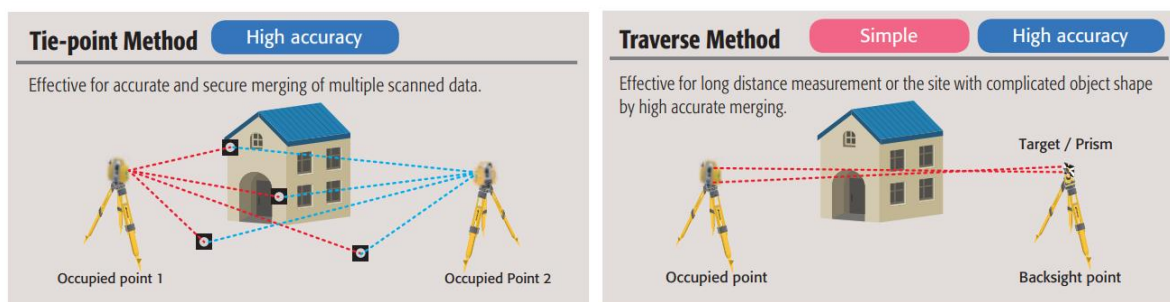 Tie-point Method
High accuracy
Effective for accurate and secure merging of multiple scanned data.
Occupied point 1
Occupied Point 2
Traverse Method
Simple
High accuracy
Effective for long distance measurement or the site with complicated object shape
by high accurate merging.
Target / Prism
Occupied point
Backsight point